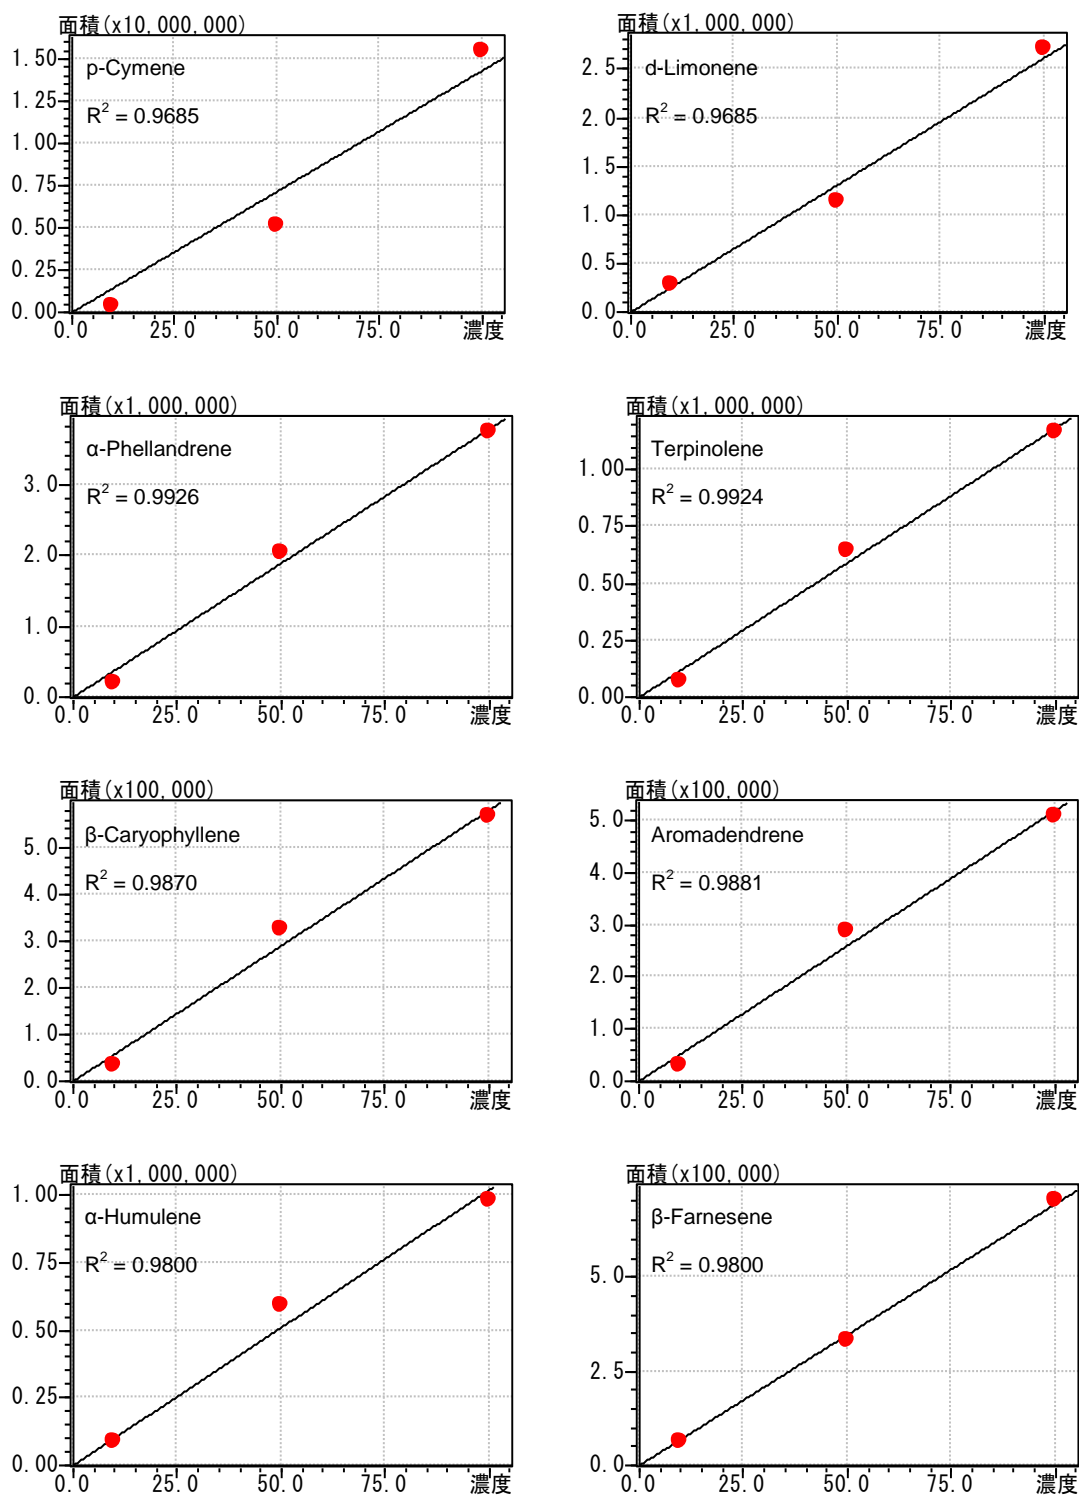 面積(x10,000,000)
1.50
1.25
1.00
0.75
0.50
0.25
0.00
p-Cymene
R² = 0.9685
0.0 25.0 50.0 75.0 濃度
面積(x1,000,000)
2.5
2.0
1.5
1.0
0.5
0.0
d-Limonene
R² = 0.9685
0.0 25.0 50.0 75.0 濃度
面積(x1,000,000)
3.0
2.0
1.0
0.0
α-Phellandrene
R² = 0.9926
0.0 25.0 50.0 75.0 濃度
面積(x1,000,000)
1.00
0.75
0.50
0.25
0.00
Terpinolene
R² = 0.9924
0.0 25.0 50.0 75.0 濃度
面積(x100,000)
5.0
4.0
3.0
2.0
1.0
0.0
β-Caryophyllene
R² = 0.9870
0.0 25.0 50.0 75.0 濃度
面積(x100,000)
5.0
4.0
3.0
2.0
1.0
0.0
Aromadendrene
R² = 0.9881
0.0 25.0 50.0 75.0 濃度
面積(x1,000,000)
1.00
0.75
0.50
0.25
0.00
α-Humulene
R² = 0.9800
0.0 25.0 50.0 75.0 濃度
面積(x100,000)
5.0
2.5
0.0
β-Farnesene
R² = 0.9800
0.0 25.0 50.0 75.0 濃度